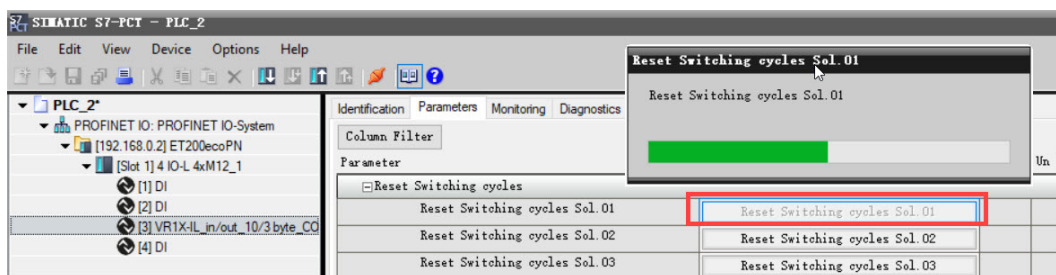 SIMATIC S7-PCT - PLC_2
File Edit View Device Options Help
PLC_2*
PROFINET IO: PROFINET IO-System
[192.168.0.2] ET200ecoPN
[Slot 1] 4 IO-L 4xM12_1
[1] DI
[2] DI
[3] VR1X-IL_in/out_10/3 byte_CO
[4] DI
Identification Parameters Monitoring Diagnostics
Column Filter
Parameter
Un
Reset Switching cycles
Reset Switching cycles Sol.01 Reset Switching cycles Sol.01
Reset Switching cycles Sol.02 Reset Switching cycles Sol.02
Reset Switching cycles Sol.03 Reset Switching cycles Sol.03
Reset Switching cycles Sol.01
Reset Switching cycles Sol.01